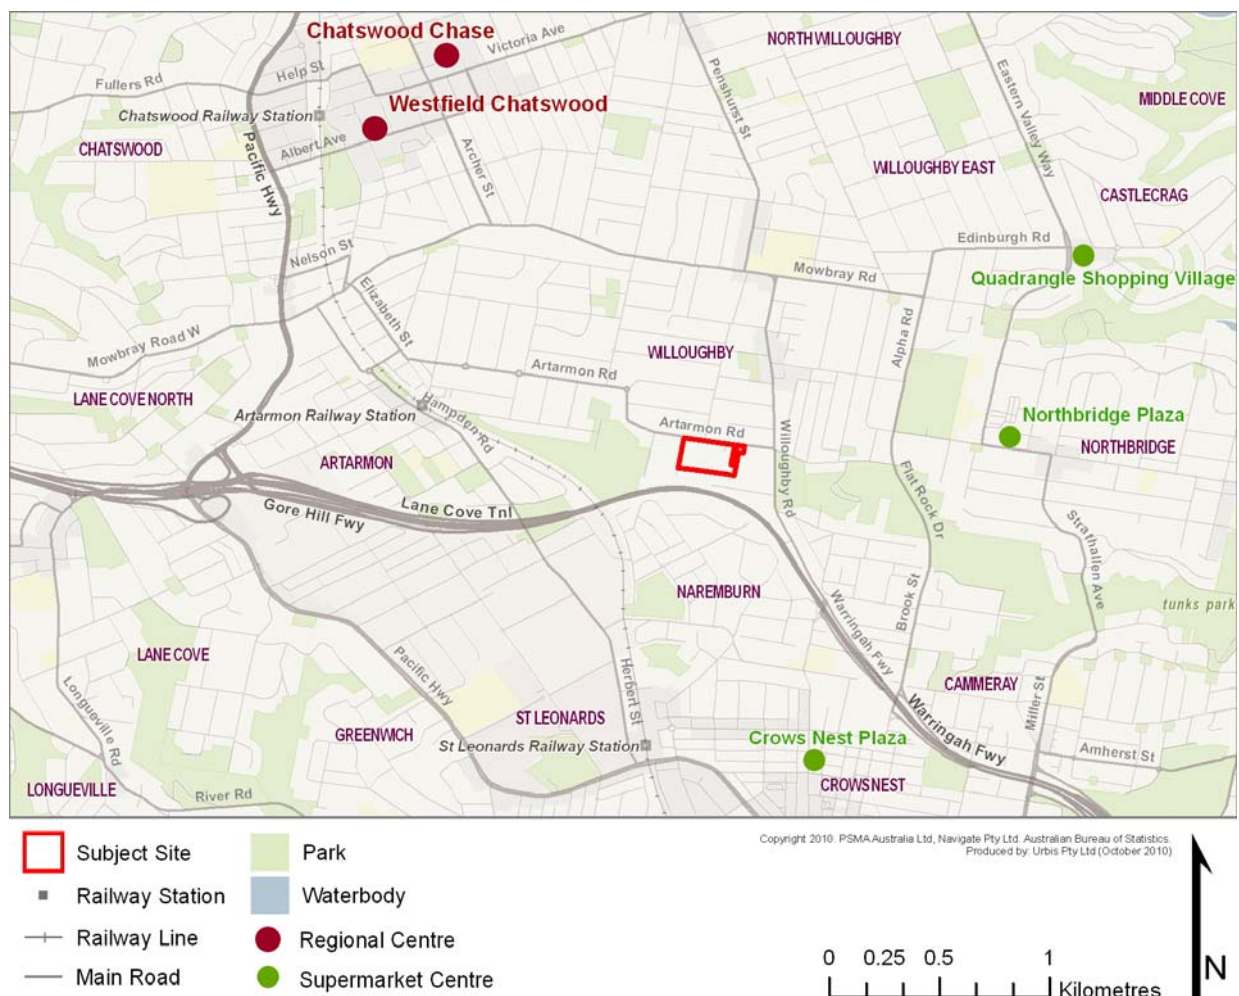 Chatswood Chase
Victoria Ave
NORTH WILLOUGHBY
Help St
Fullers Rd
Penshurst St
Eastern Valley Way
MIDDLE COVE
Westfield Chatswood
Chatswood Railway Station
CHATSWOOD
Pacific Hwy
Albert Ave
Archer St
WILLOUGHBY EAST
CASTLECRAG
Edinburgh Rd
Nelson St
Mowbray Rd
Quadrangle Shopping Village
Elizabeth St
Mowbray Road W
Alpha Rd
WILLOUGHBY
Artarmon Rd
LANE COVE NORTH
Hampden Rd
Artarmon Railway Station
Artarmon Rd
Northbridge Plaza
NORTHBRIDGE
ARTARMON
Willoughby Rd
Flat Rock Dr
Lane Cove Tnl
Gore Hill Fwy
Strathallen Ave
NAREMBURN
Warringah Fwy
Brook St
tunks park
LANE COVE
Pacific Hwy
Herbert St
Longueville Rd
CAMMERAY
Miller St
ST LEONARDS
GREENWICH
St Leonards Railway Station
Warringah Fwy
Crows Nest Plaza
Amherst St
CROWS NEST
LONGUEVILLE
River Rd
Copyright 2010. PSMA Australia Ltd, Navigate Pty Ltd. Australian Bureau of Statistics.
Produced by: Urbis Pty Ltd (October 2010)
Subject Site
Park
Railway Station
Waterbody
Railway Line
Regional Centre
Main Road
Supermarket Centre
0 0.25 0.5 1
Kilometres
N